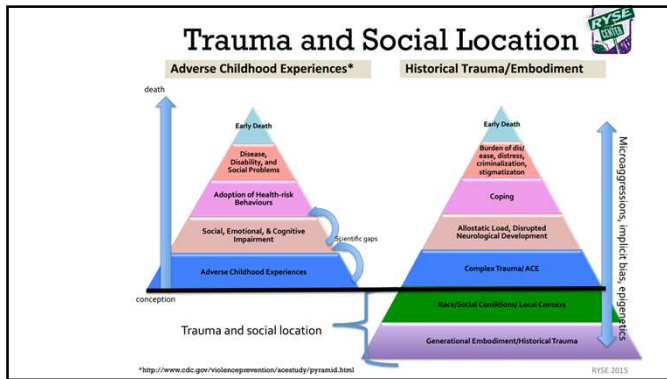 Trauma and Social Location
RYSE
CENTER
Adverse Childhood Experiences*
Historical Trauma/Embodiment
death
Early Death
Disease,
Disability, and
Social Problems
Adoption of Health-risk
Behaviours
Social, Emotional, & Cognitive
Impairment
Scientific gaps
Adverse Childhood Experiences
conception
Early Death
Burden of dis/
ease, distress,
criminalization,
stigmatizaton
Coping
Allostatic Load, Disrupted
Neurological Development
Complex Trauma/ ACE
Race/Social Conditions/ Local Context
Generational Embodiment/Historical Trauma
Microaggressions, implicit bias, epigenetics
Trauma and social location
*http://www.cdc.gov/violenceprevention/acestudy/pyramid.html
RYSE 2015